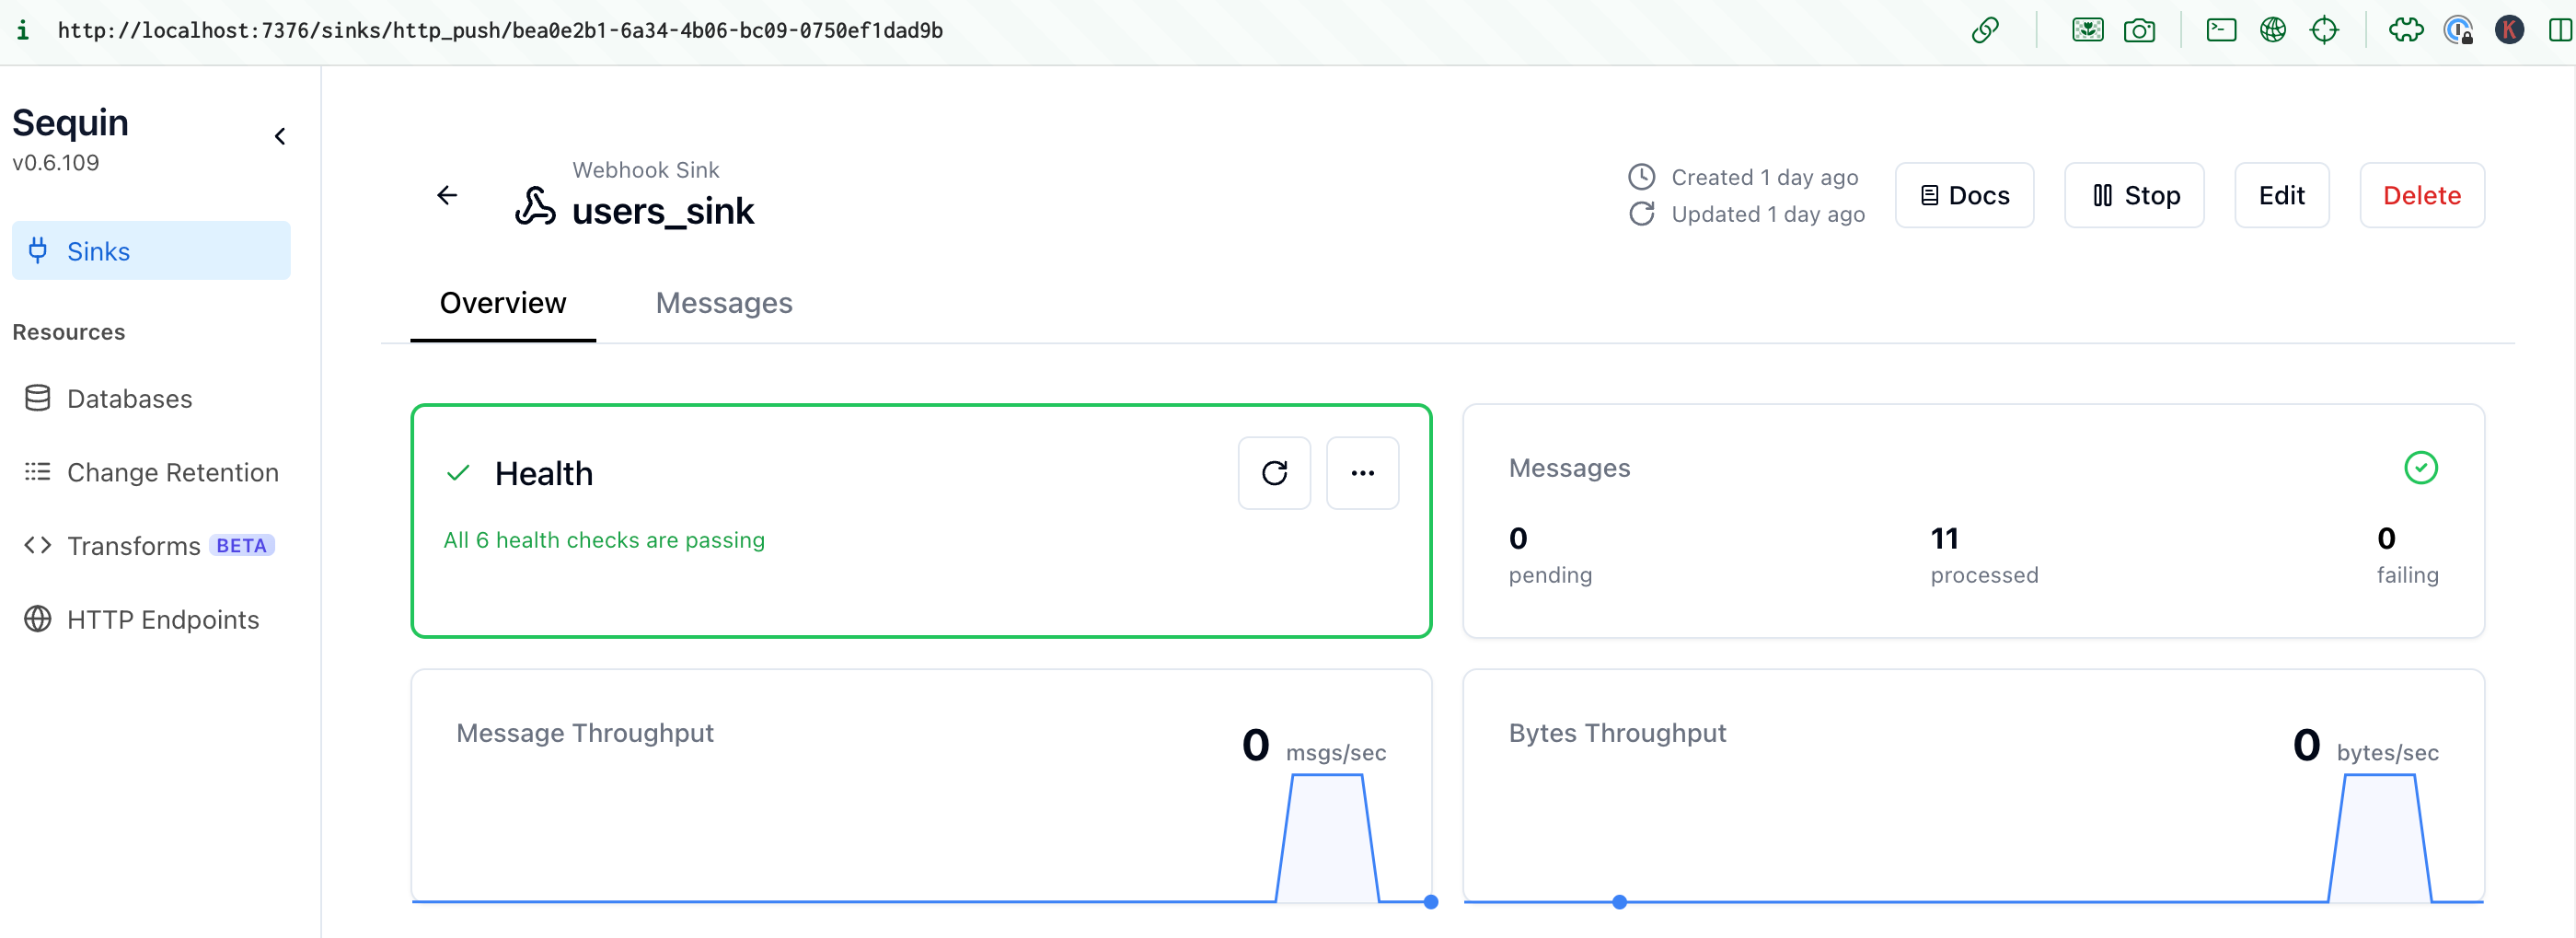 http://localhost:7376/sinks/http_push/bea0e2b1-6a34-4b06-bc09-0750ef1dad9b
Sequin
v0.6.109
Sinks
Resources
Databases
Change Retention
Transforms BETA
HTTP Endpoints
Webhook Sink
users_sink
Created 1 day ago
Updated 1 day ago
Docs
Stop
Edit
Delete
Overview
Messages
Health
All 6 health checks are passing
Messages
0
pending
11
processed
0
failing
Message Throughput
0 msgs/sec
Bytes Throughput
0 bytes/sec
K